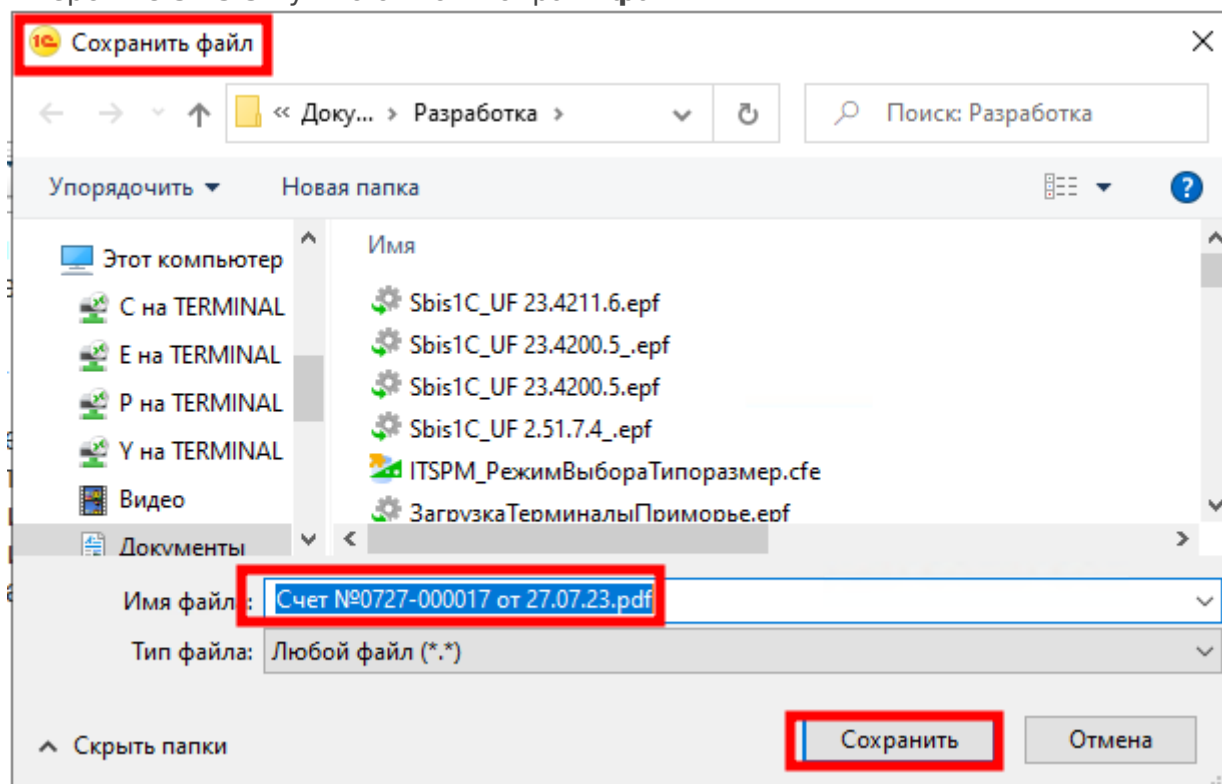 Сохранить файл
« Доку... › Разработка ›
Поиск: Разработка
Упорядочить
Новая папка
Имя
Этот компьютер
C на TERMINAL
E на TERMINAL
P на TERMINAL
Y на TERMINAL
Видео
Документы
Sbis1C_UF 23.4211.6.epf
Sbis1C_UF 23.4200.5_.epf
Sbis1C_UF 23.4200.5.epf
Sbis1C_UF 2.51.7.4_.epf
ITSPM_РежимВыбораТипоразмер.cfe
ЗагрузкаТерминалыПриморье.epf
Имя файл : Счет №0727-000017 от 27.07.23.pdf
Тип файла: Любой файл (*.*)
Скрыть папки
Сохранить
Отмена